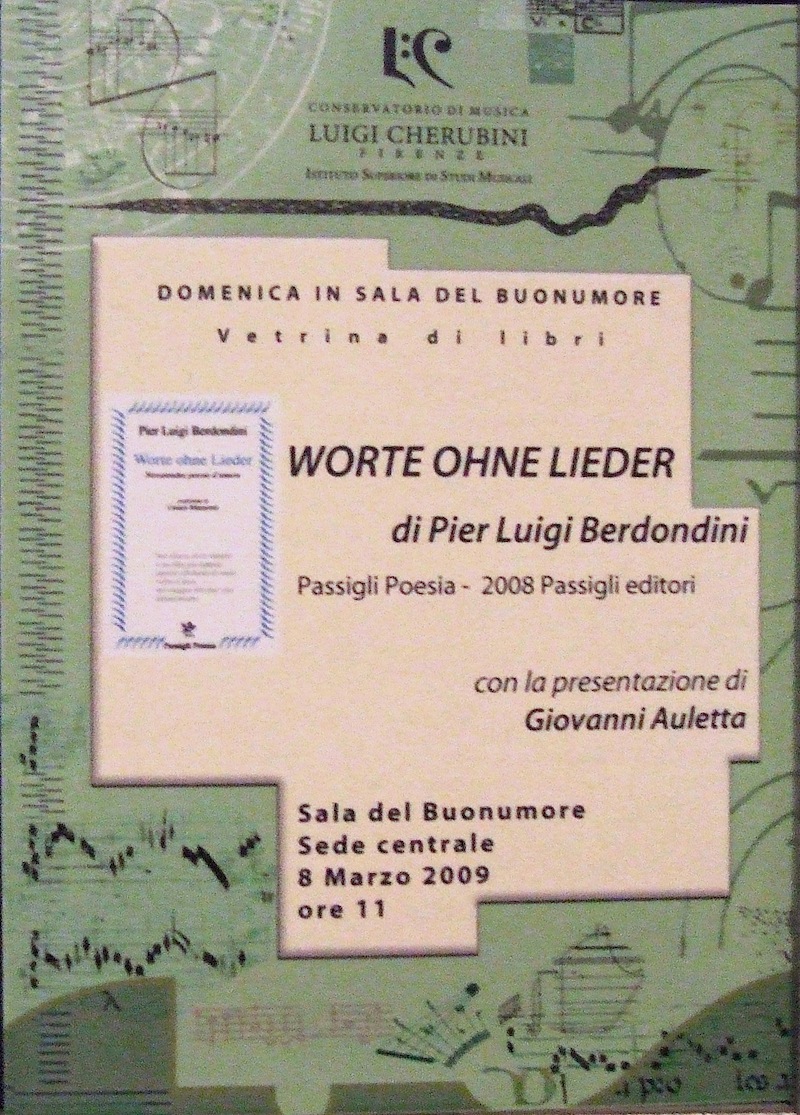 CONSERVATORIO DI MUSICA
LUIGI CHERUBINI
FIRENZE
ISTITUTO SUPERIORE DI STUDI MUSICALI
DOMENICA IN SALA DEL BUONUMORE
Vetrina di libri
Pier Luigi Berdondini
Worte ohne Lieder
Passigli Poesia
WORTE OHNE LIEDER
di Pier Luigi Berdondini
Passigli Poesia - 2008 Passigli editori
con la presentazione di
Giovanni Auletta
Sala del Buonumore
Sede centrale
8 Marzo 2009
ore 11